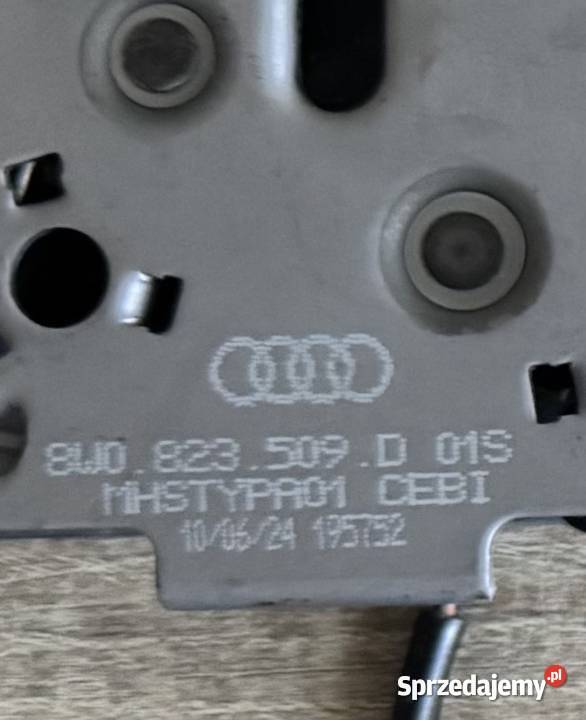 8W0.823.509.D 01S
MHSTYPA01 CEBI
10/06/24 195752
Sprzedajemy.pl